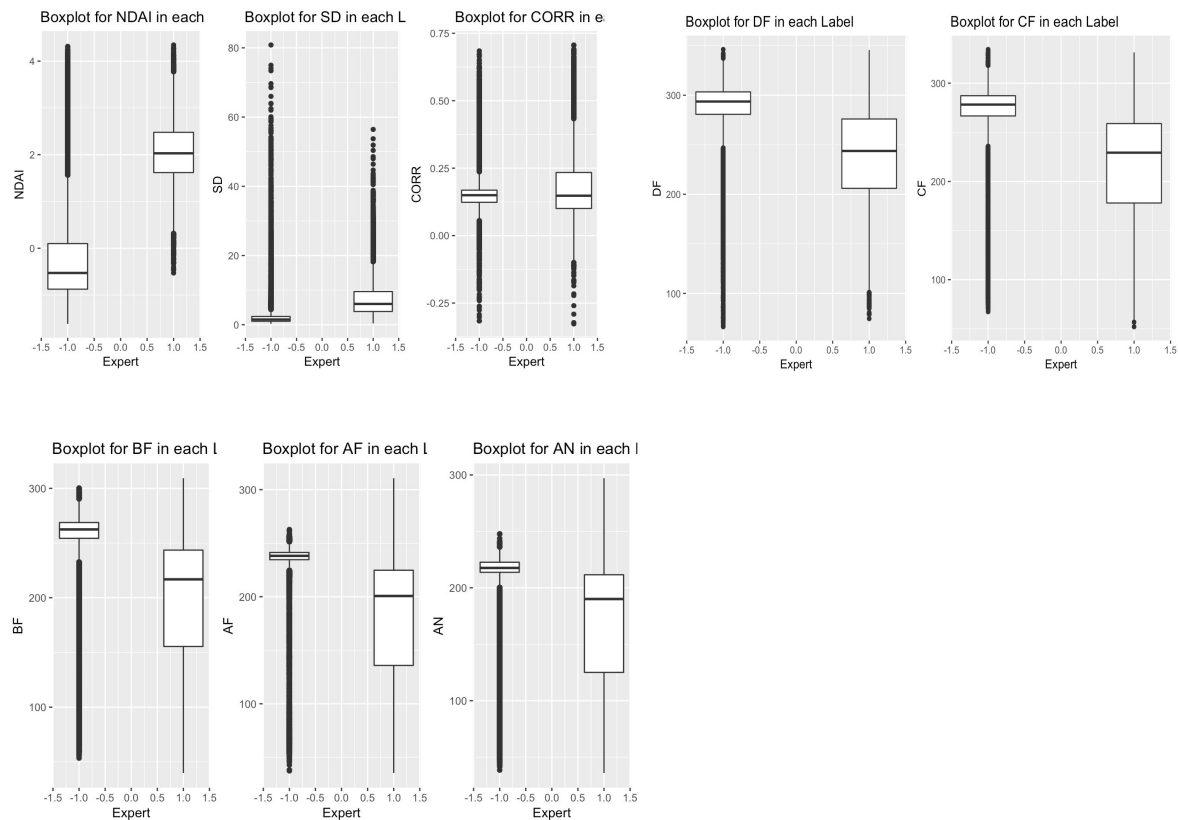 Boxplot for NDAI in each
NDAI
4
2
0
-1.5 -1.0 -0.5 0.0 0.5 1.0 1.5
Expert
Boxplot for SD in each L
SD
80
60
40
20
0
-1.5 -1.0 -0.5 0.0 0.5 1.0 1.5
Expert
Boxplot for CORR in ea
CORR
0.75
0.50
0.25
0.00
-0.25
-1.5 -1.0 -0.5 0.0 0.5 1.0 1.5
Expert
Boxplot for DF in each Label
DF
300
200
100
-1.5 -1.0 -0.5 0.0 0.5 1.0 1.5
Expert
Boxplot for CF in each Label
CF
300
200
100
-1.5 -1.0 -0.5 0.0 0.5 1.0 1.5
Expert
Boxplot for BF in each L
BF
300
200
100
-1.5 -1.0 -0.5 0.0 0.5 1.0 1.5
Expert
Boxplot for AF in each L
AF
300
200
100
-1.5 -1.0 -0.5 0.0 0.5 1.0 1.5
Expert
Boxplot for AN in each
AN
300
200
100
-1.5 -1.0 -0.5 0.0 0.5 1.0 1.5
Expert